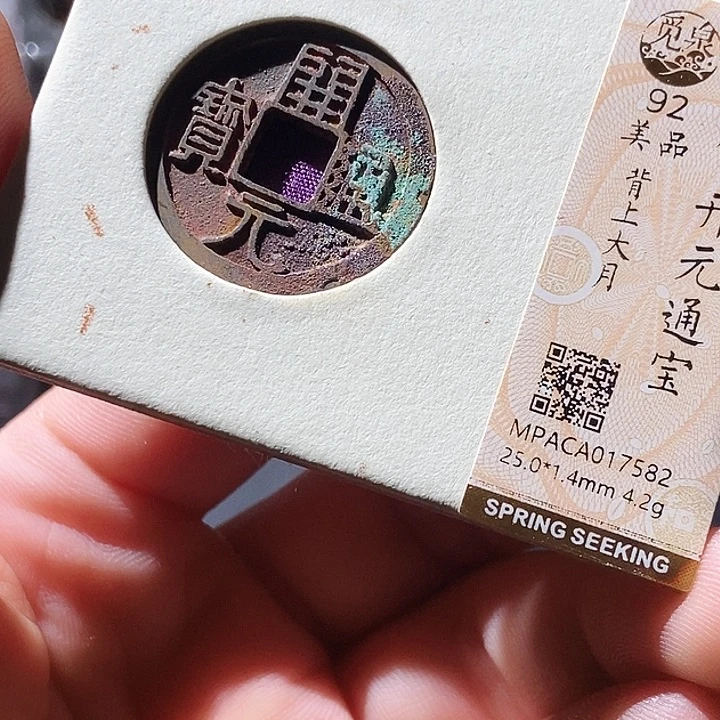 開元通寶
觅泉
92
美品
背上大月
开元通宝
MPACA017582
25.0*1.4mm 4.2g
SPRING SEEKING